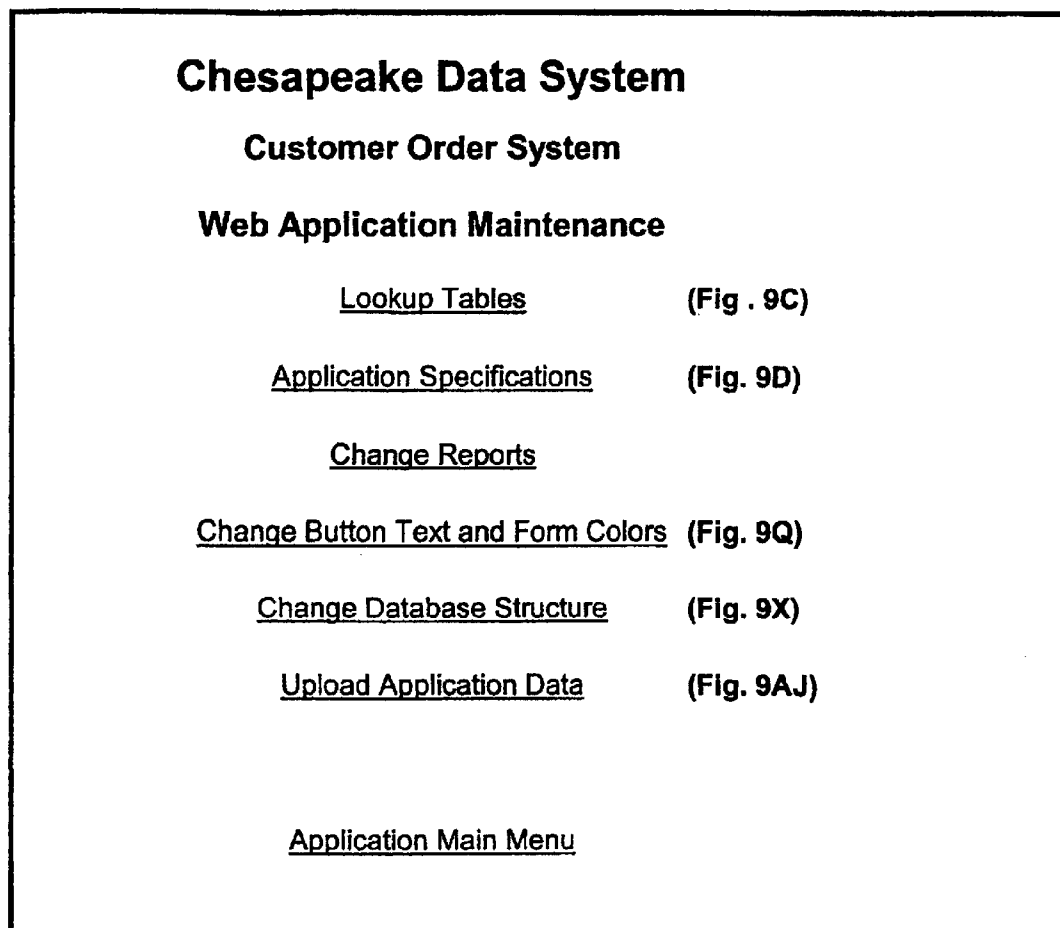 Chesapeake Data System
Customer Order System
Web Application Maintenance
Lookup Tables (Fig . 9C)
Application Specifications (Fig. 9D)
Change Reports
Change Button Text and Form Colors (Fig. 9Q)
Change Database Structure (Fig. 9X)
Upload Application Data (Fig. 9AJ)
Application Main Menu